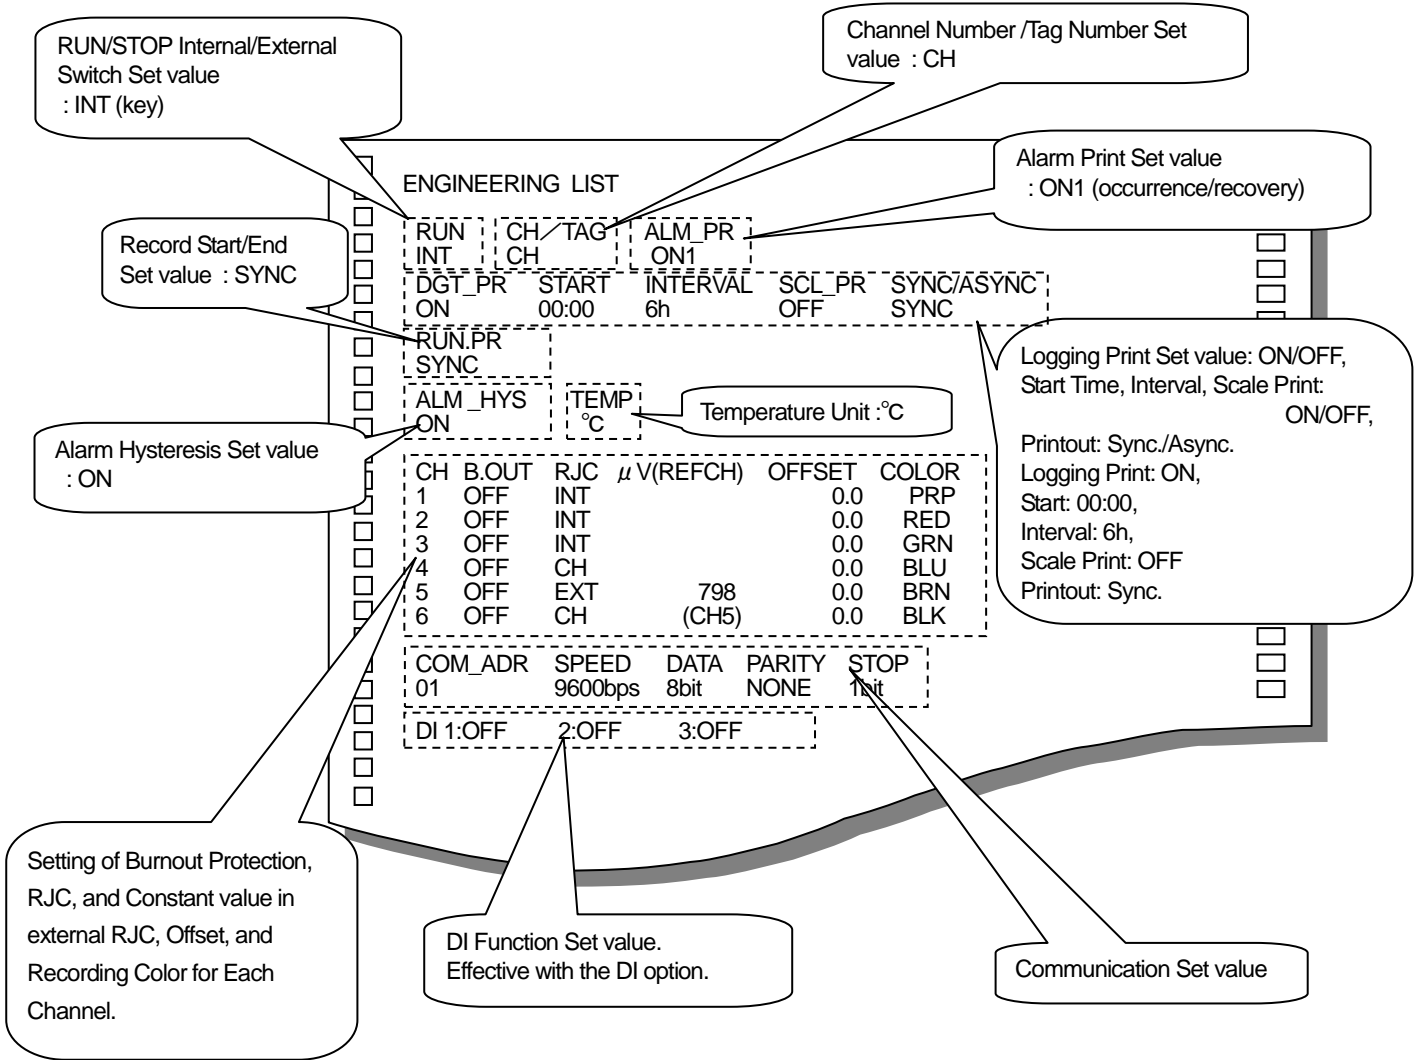 RUN/STOP Internal/External
Switch Set value
: INT (key)
Channel Number /Tag Number Set
value : CH
Alarm Print Set value
: ON1 (occurrence/recovery)
Record Start/End
Set value : SYNC
ENGINEERING LIST
RUN CH／TAG ALM_PR
INT CH ON1
DGT_PR START INTERVAL SCL_PR SYNC/ASYNC
ON 00:00 6h OFF SYNC
RUN.PR
SYNC
ALM _HYS TEMP
ON ℃
Temperature Unit :℃
Alarm Hysteresis Set value
: ON
Logging Print Set value: ON/OFF,
Start Time, Interval, Scale Print:
ON/OFF,
Printout: Sync./Async.
Logging Print: ON,
Start: 00:00,
Interval: 6h,
Scale Print: OFF
Printout: Sync.
CH B.OUT RJC μ V(REFCH) OFFSET COLOR
1 OFF INT 0.0 PRP
2 OFF INT 0.0 RED
3 OFF INT 0.0 GRN
4 OFF CH 0.0 BLU
5 OFF EXT 798 0.0 BRN
6 OFF CH (CH5) 0.0 BLK
COM_ADR SPEED DATA PARITY STOP
01 9600bps 8bit NONE 1bit
DI 1:OFF 2:OFF 3:OFF
Setting of Burnout Protection,
RJC, and Constant value in
external RJC, Offset, and
Recording Color for Each
Channel.
DI Function Set value.
Effective with the DI option.
Communication Set value